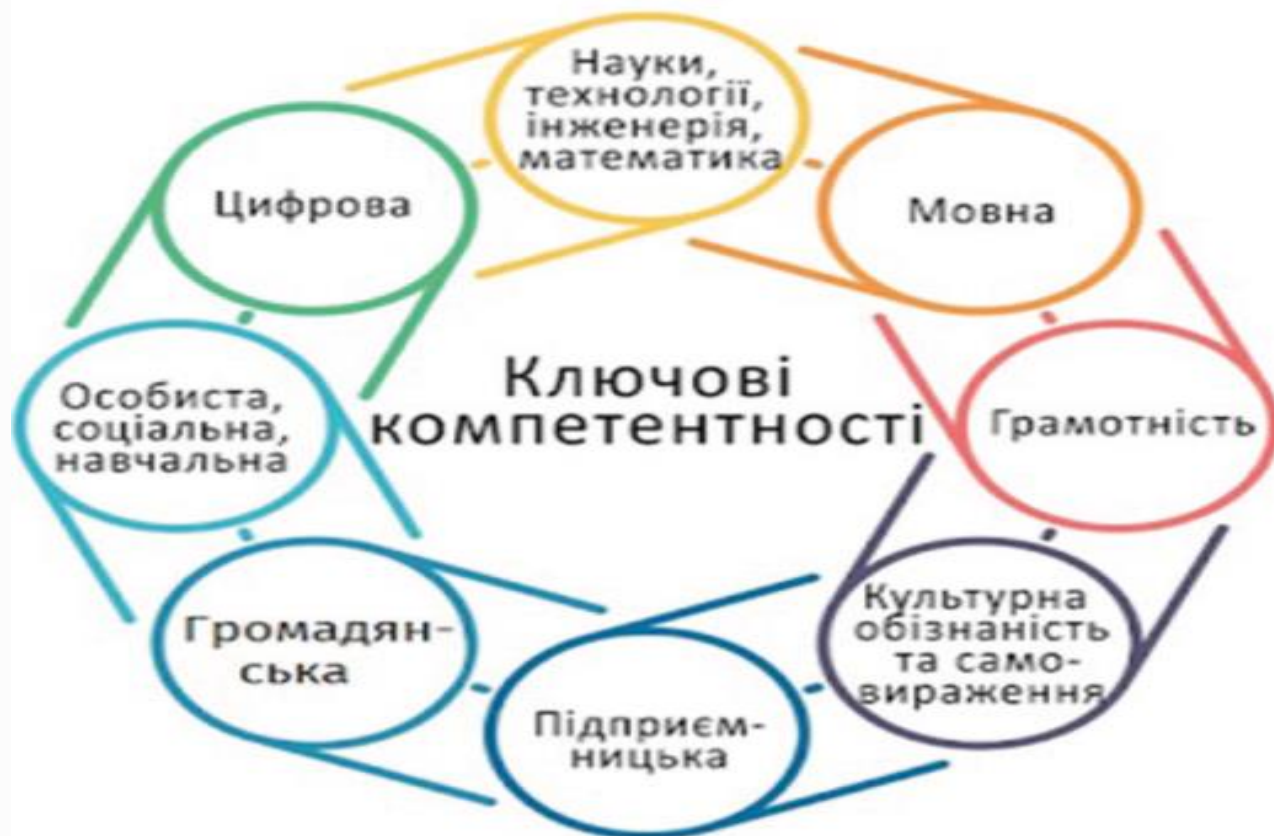 Науки,
технології,
інженерія,
математика
Цифрова
Мовна
Ключові
компетентності
Особиста,
соціальна,
навчальна
Грамотність
Громадян-
ська
Культурна
обізнаність
та само-
вираження
Підприєм-
ницька